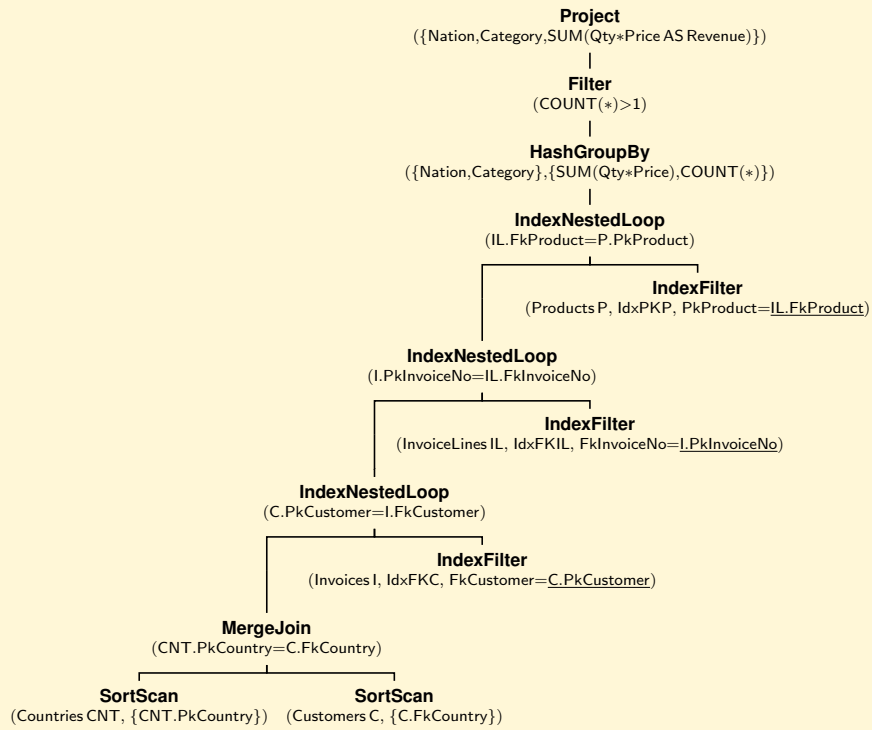 Project
({Nation,Category,SUM(Qty∗Price AS Revenue)})
Filter
(COUNT(∗)>1)
HashGroupBy
({Nation,Category},{SUM(Qty∗Price),COUNT(∗)})
IndexNestedLoop
(IL.FkProduct=P.PkProduct)
IndexFilter
(Products P, IdxPKP, PkProduct=IL.FkProduct)
IndexNestedLoop
(I.PkInvoiceNo=IL.FkInvoiceNo)
IndexFilter
(InvoiceLines IL, IdxFKIL, FkInvoiceNo=I.PkInvoiceNo)
IndexNestedLoop
(C.PkCustomer=I.FkCustomer)
IndexFilter
(Invoices I, IdxFKC, FkCustomer=C.PkCustomer)
MergeJoin
(CNT.PkCountry=C.FkCountry)
SortScan SortScan
(Countries CNT, {CNT.PkCountry}) (Customers C, {C.FkCountry})